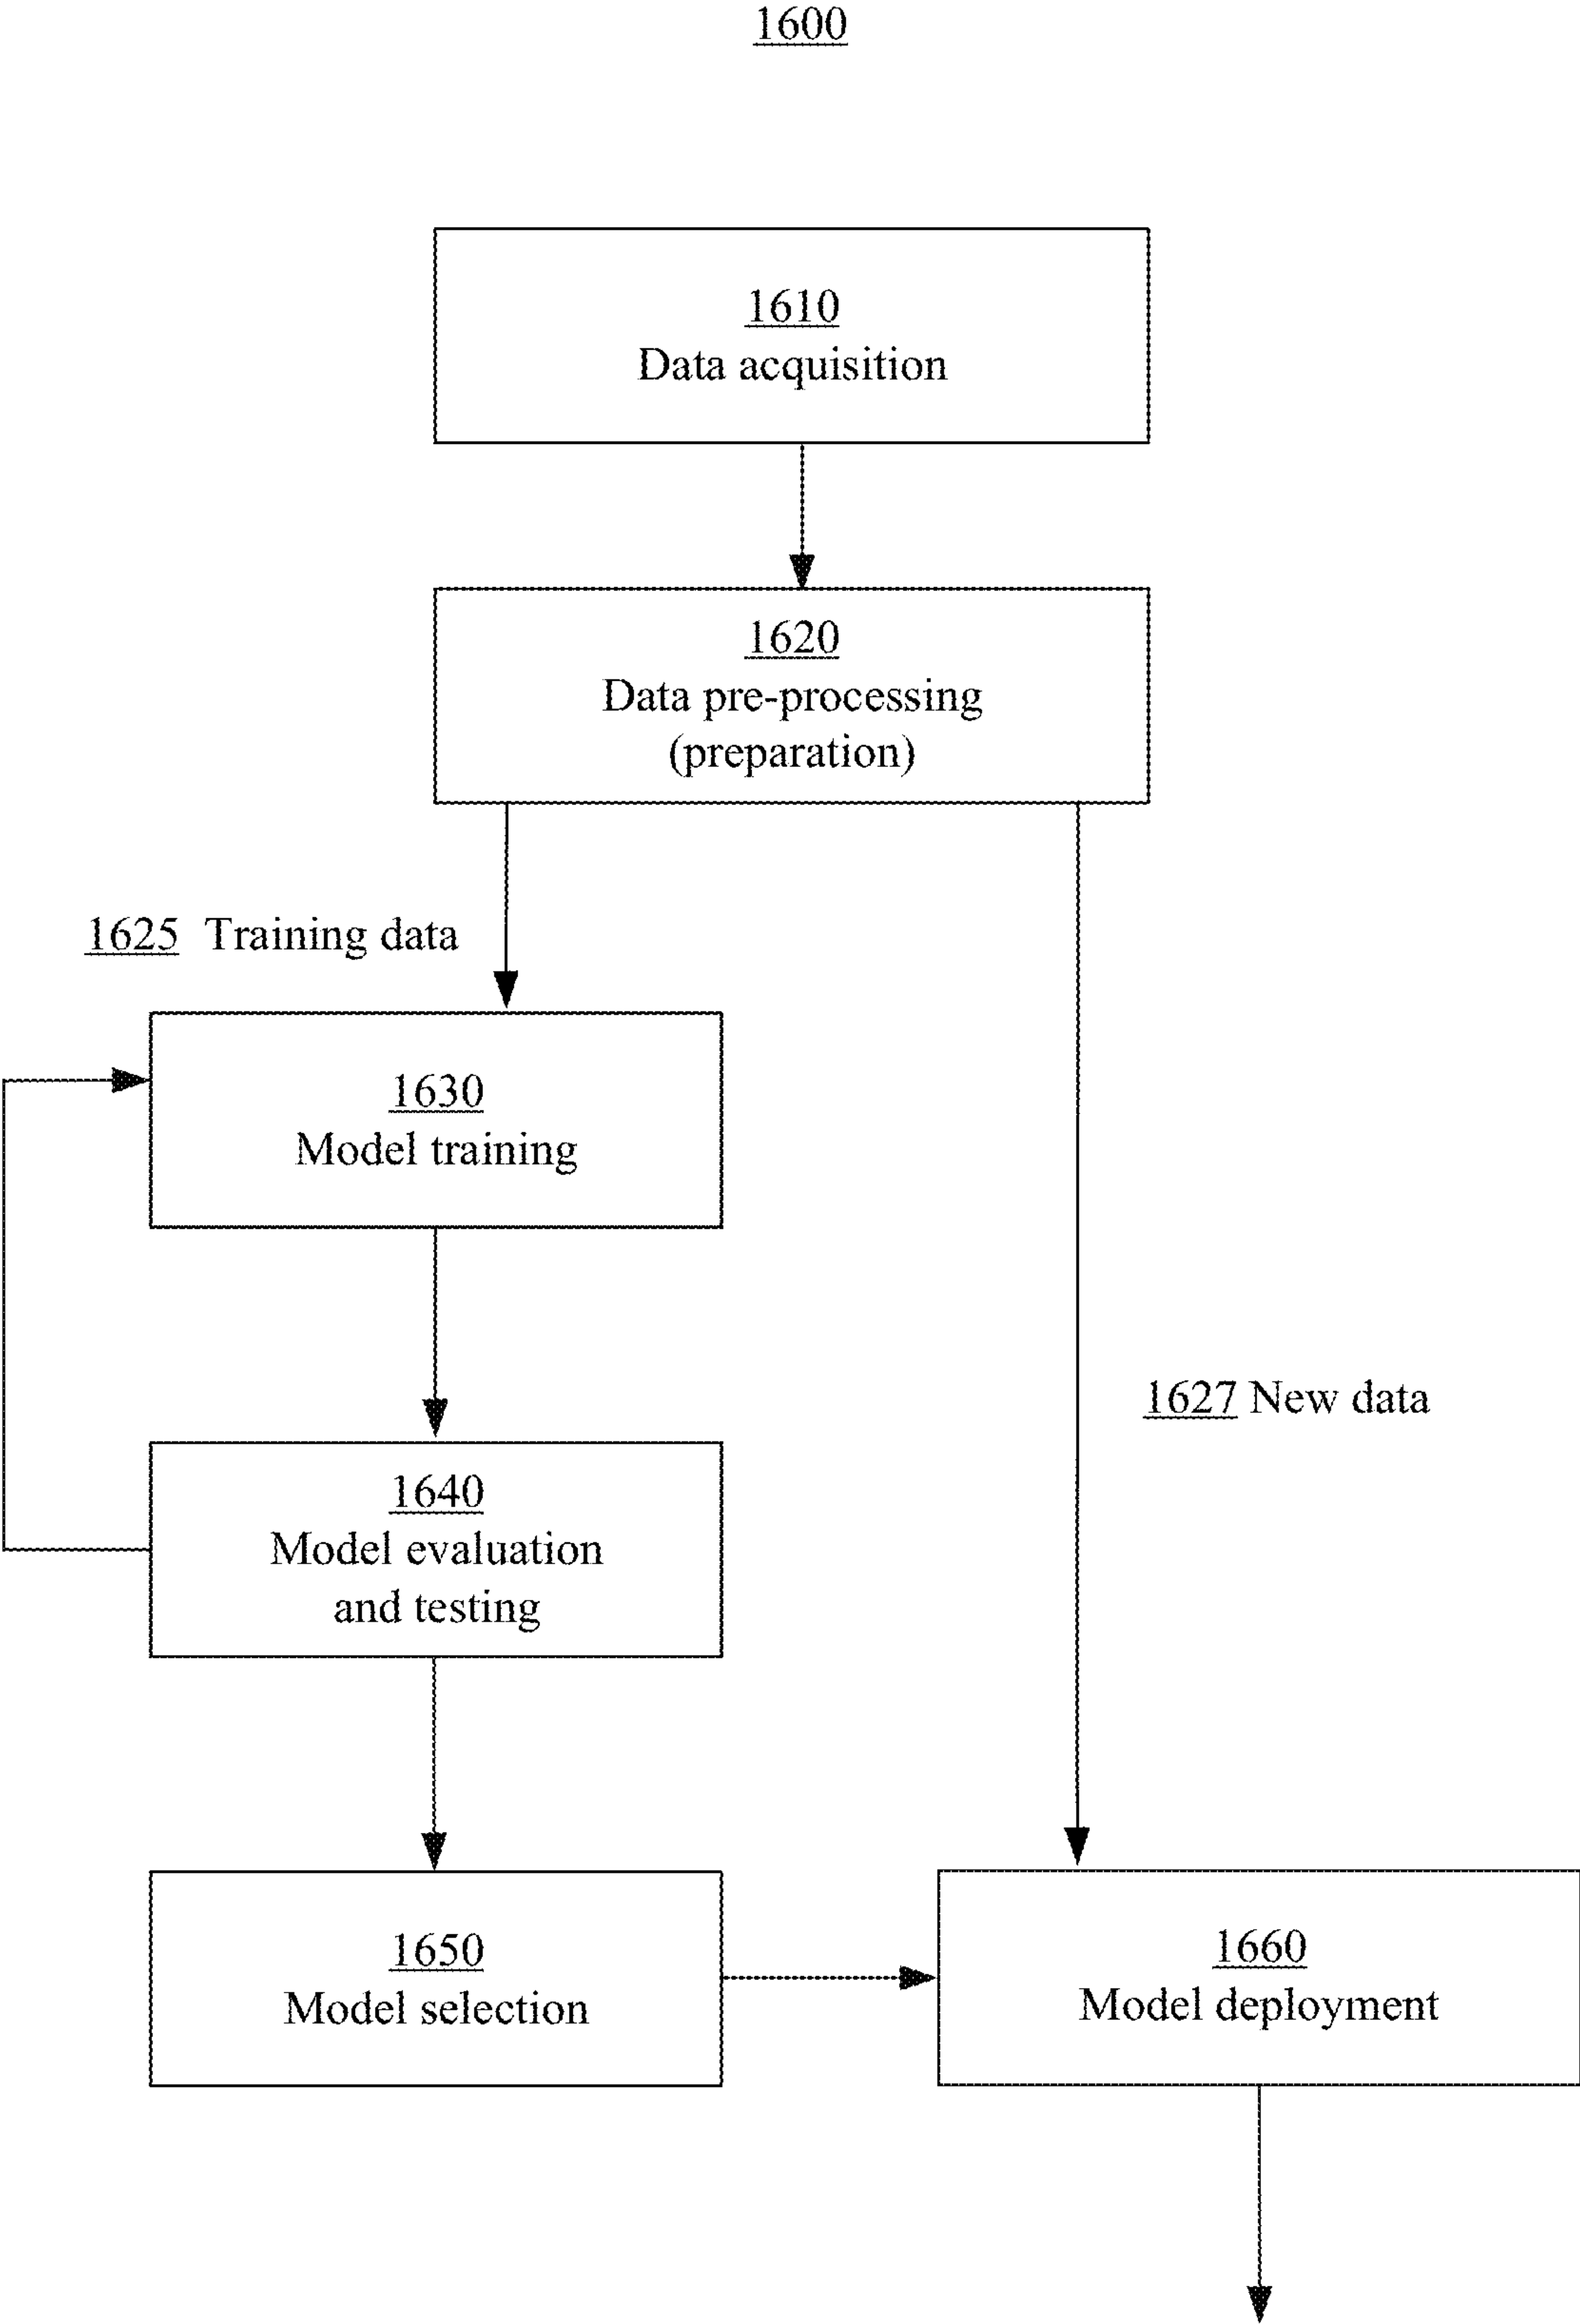 1600
1610
Data acquisition
1620
Data pre-processing
(preparation)
1625 Training data
1630
Model training
1627 New data
1640
Model evaluation
and testing
1650
Model selection
1660
Model deployment